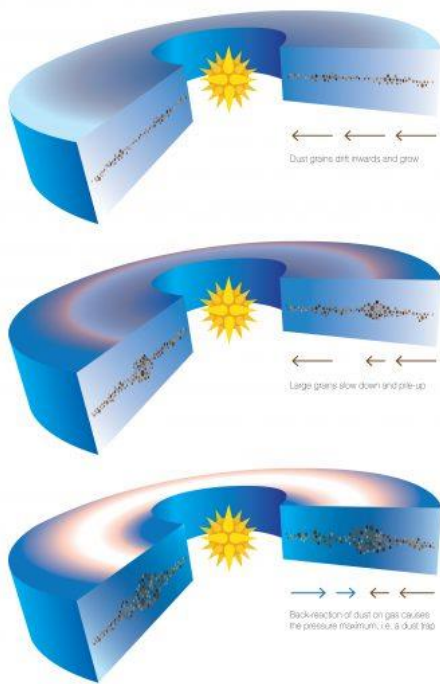 Dust grains drift inwards and grow
Large grains slow down and pile-up
Back-reaction of dust on gas causes
the pressure maximum, i.e. a dust trap